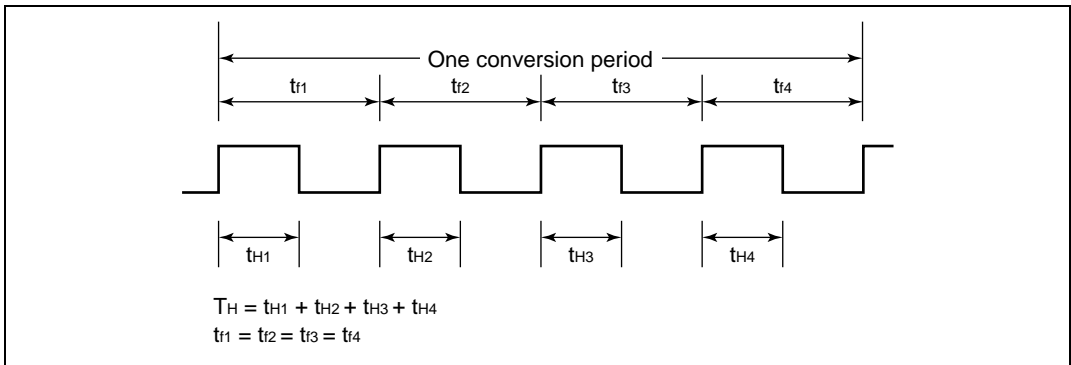 One conversion period
tf1 tf2 tf3 tf4
tH1 tH2 tH3 tH4
TH = tH1 + tH2 + tH3 + tH4
tf1 = tf2 = tf3 = tf4